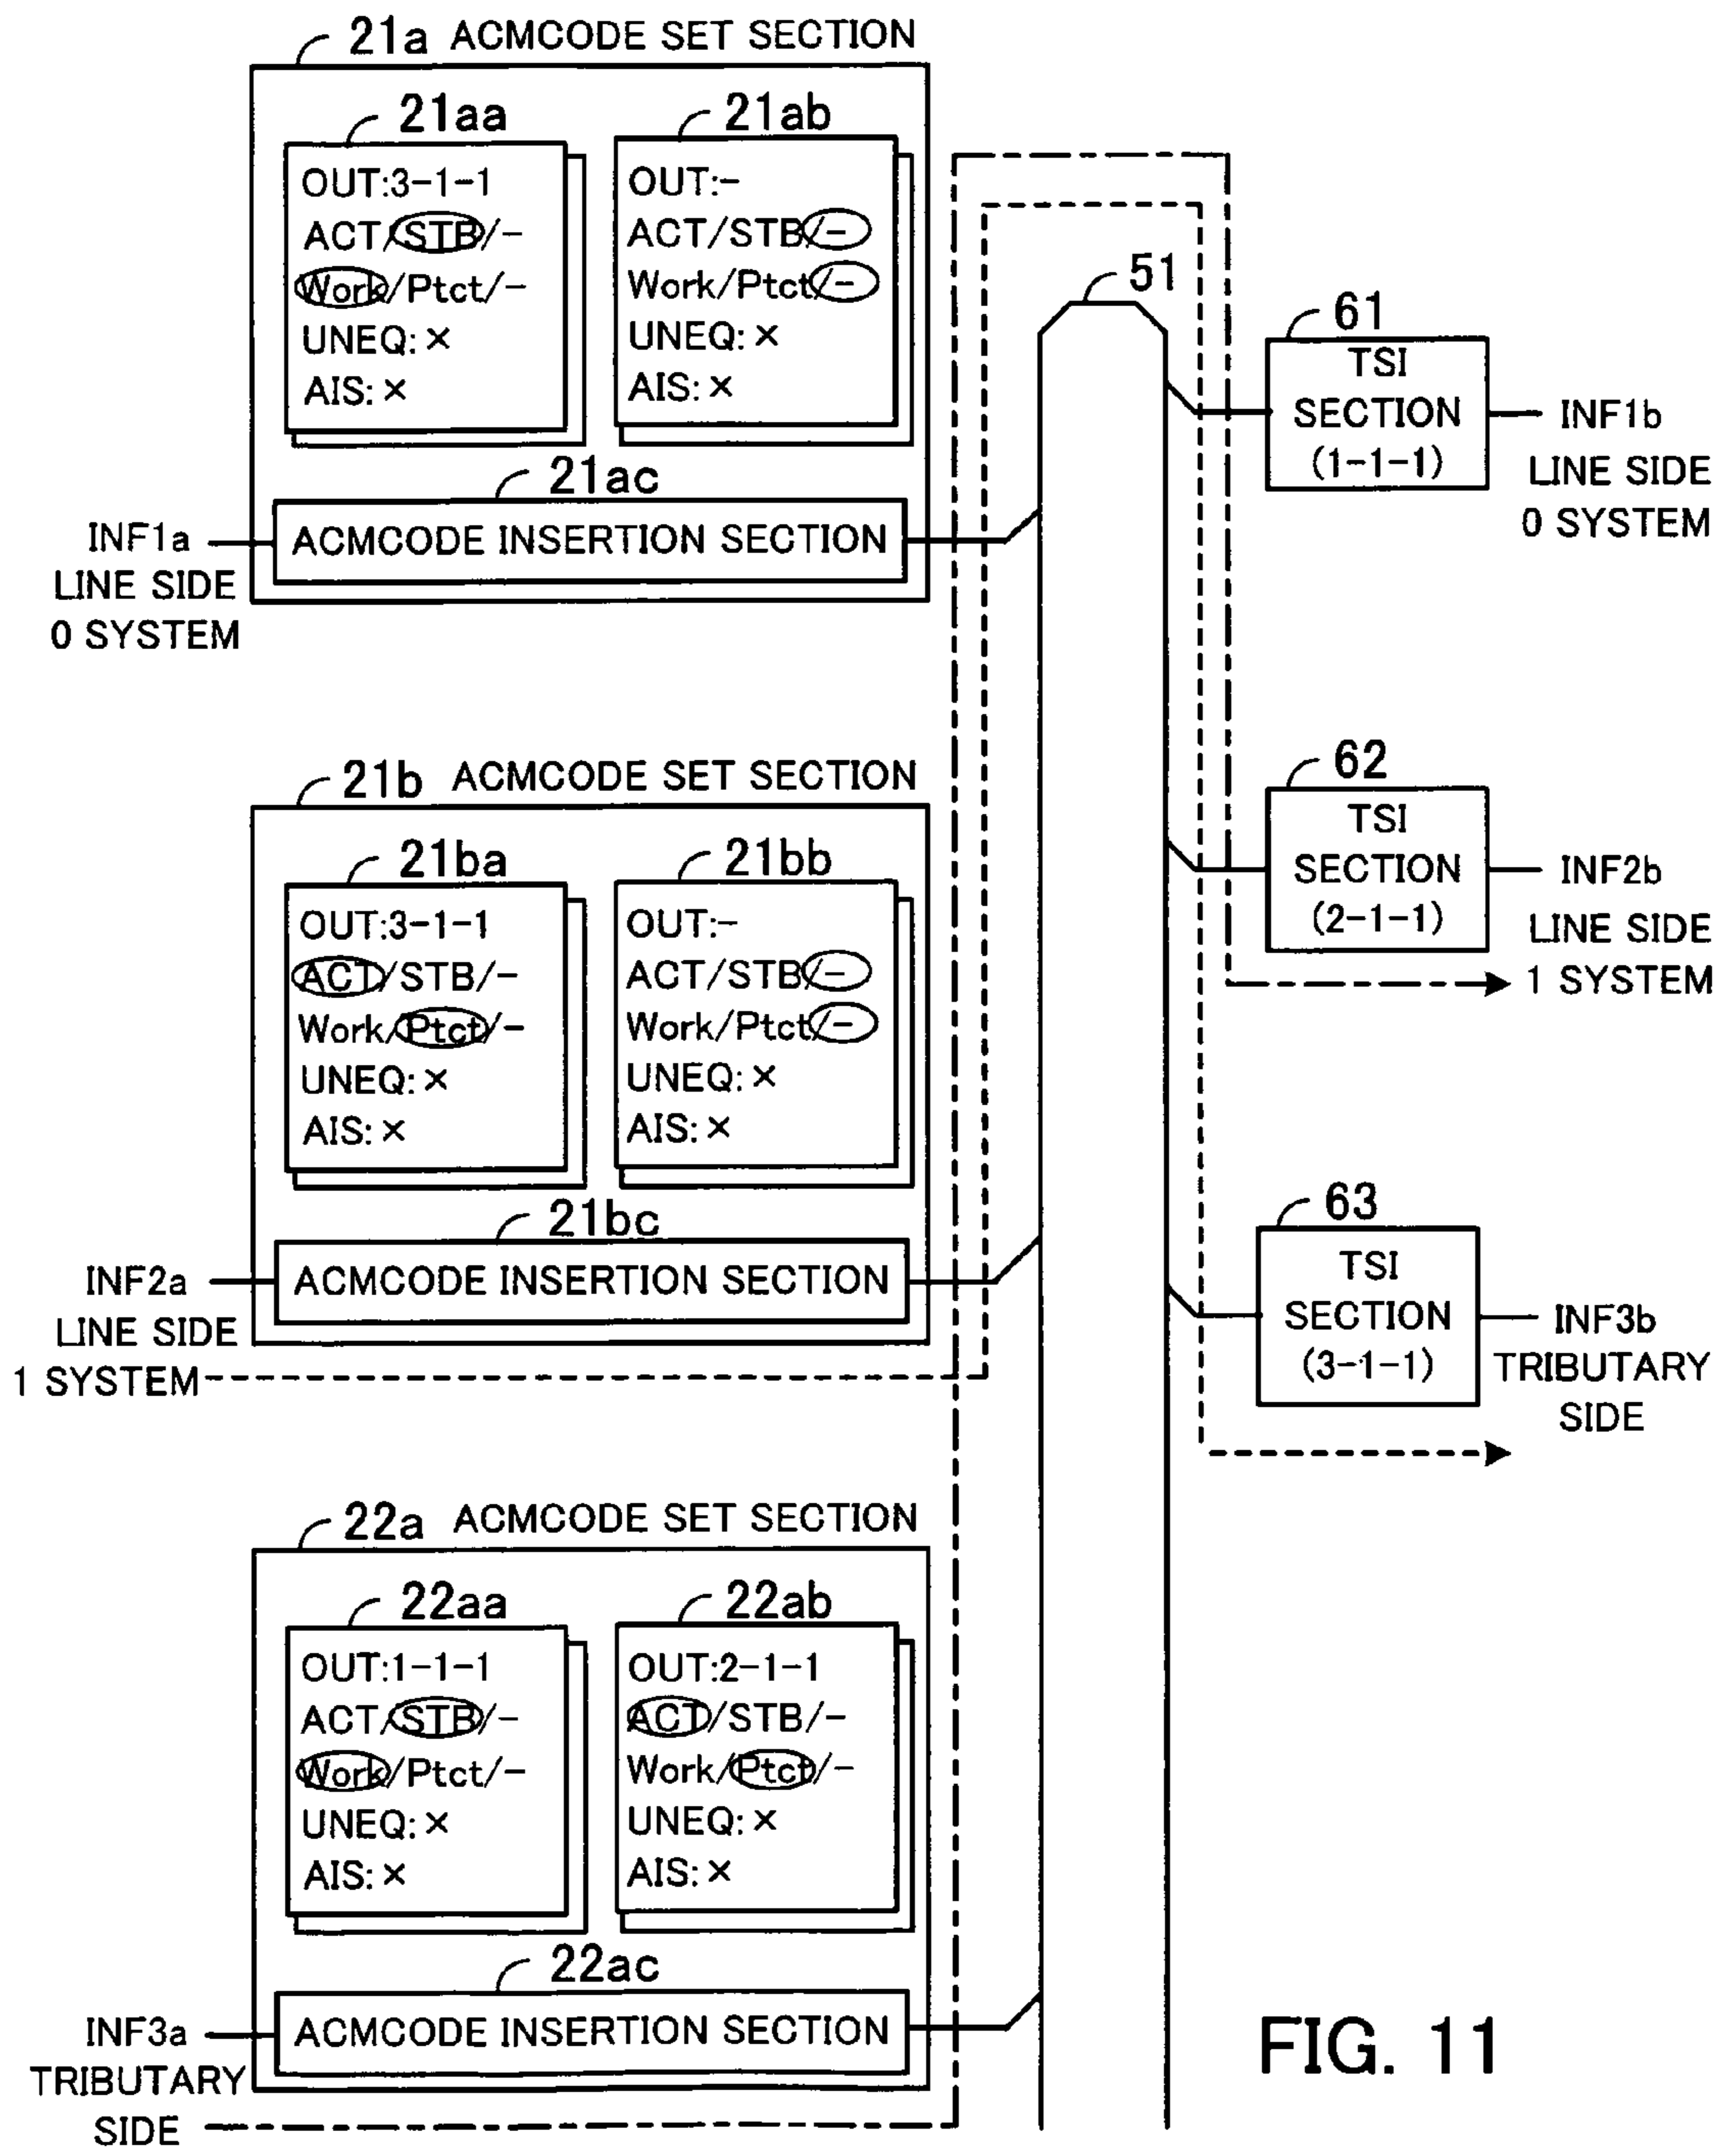 21a ACMCODE SET SECTION
21aa
OUT:3-1-1
ACT/STB/-
Work/Ptct/-
UNEQ: ×
AIS: ×
21ab
OUT:-
ACT/STB/-
Work/Ptct/-
UNEQ: ×
AIS: ×
21ac
ACMCODE INSERTION SECTION
INF1a
LINE SIDE
0 SYSTEM
21b ACMCODE SET SECTION
21ba
OUT:3-1-1
ACT/STB/-
Work/Ptct/-
UNEQ: ×
AIS: ×
21bb
OUT:-
ACT/STB/-
Work/Ptct/-
UNEQ: ×
AIS: ×
21bc
ACMCODE INSERTION SECTION
INF2a
LINE SIDE
1 SYSTEM
22a ACMCODE SET SECTION
22aa
OUT:1-1-1
ACT/STB/-
Work/Ptct/-
UNEQ: ×
AIS: ×
22ab
OUT:2-1-1
ACT/STB/-
Work/Ptct/-
UNEQ: ×
AIS: ×
22ac
ACMCODE INSERTION SECTION
INF3a
TRIBUTARY
SIDE
51
61
TSI
SECTION
(1-1-1)
INF1b
LINE SIDE
0 SYSTEM
62
TSI
SECTION
(2-1-1)
INF2b
LINE SIDE
1 SYSTEM
63
TSI
SECTION
(3-1-1)
INF3b
TRIBUTARY
SIDE
FIG. 11